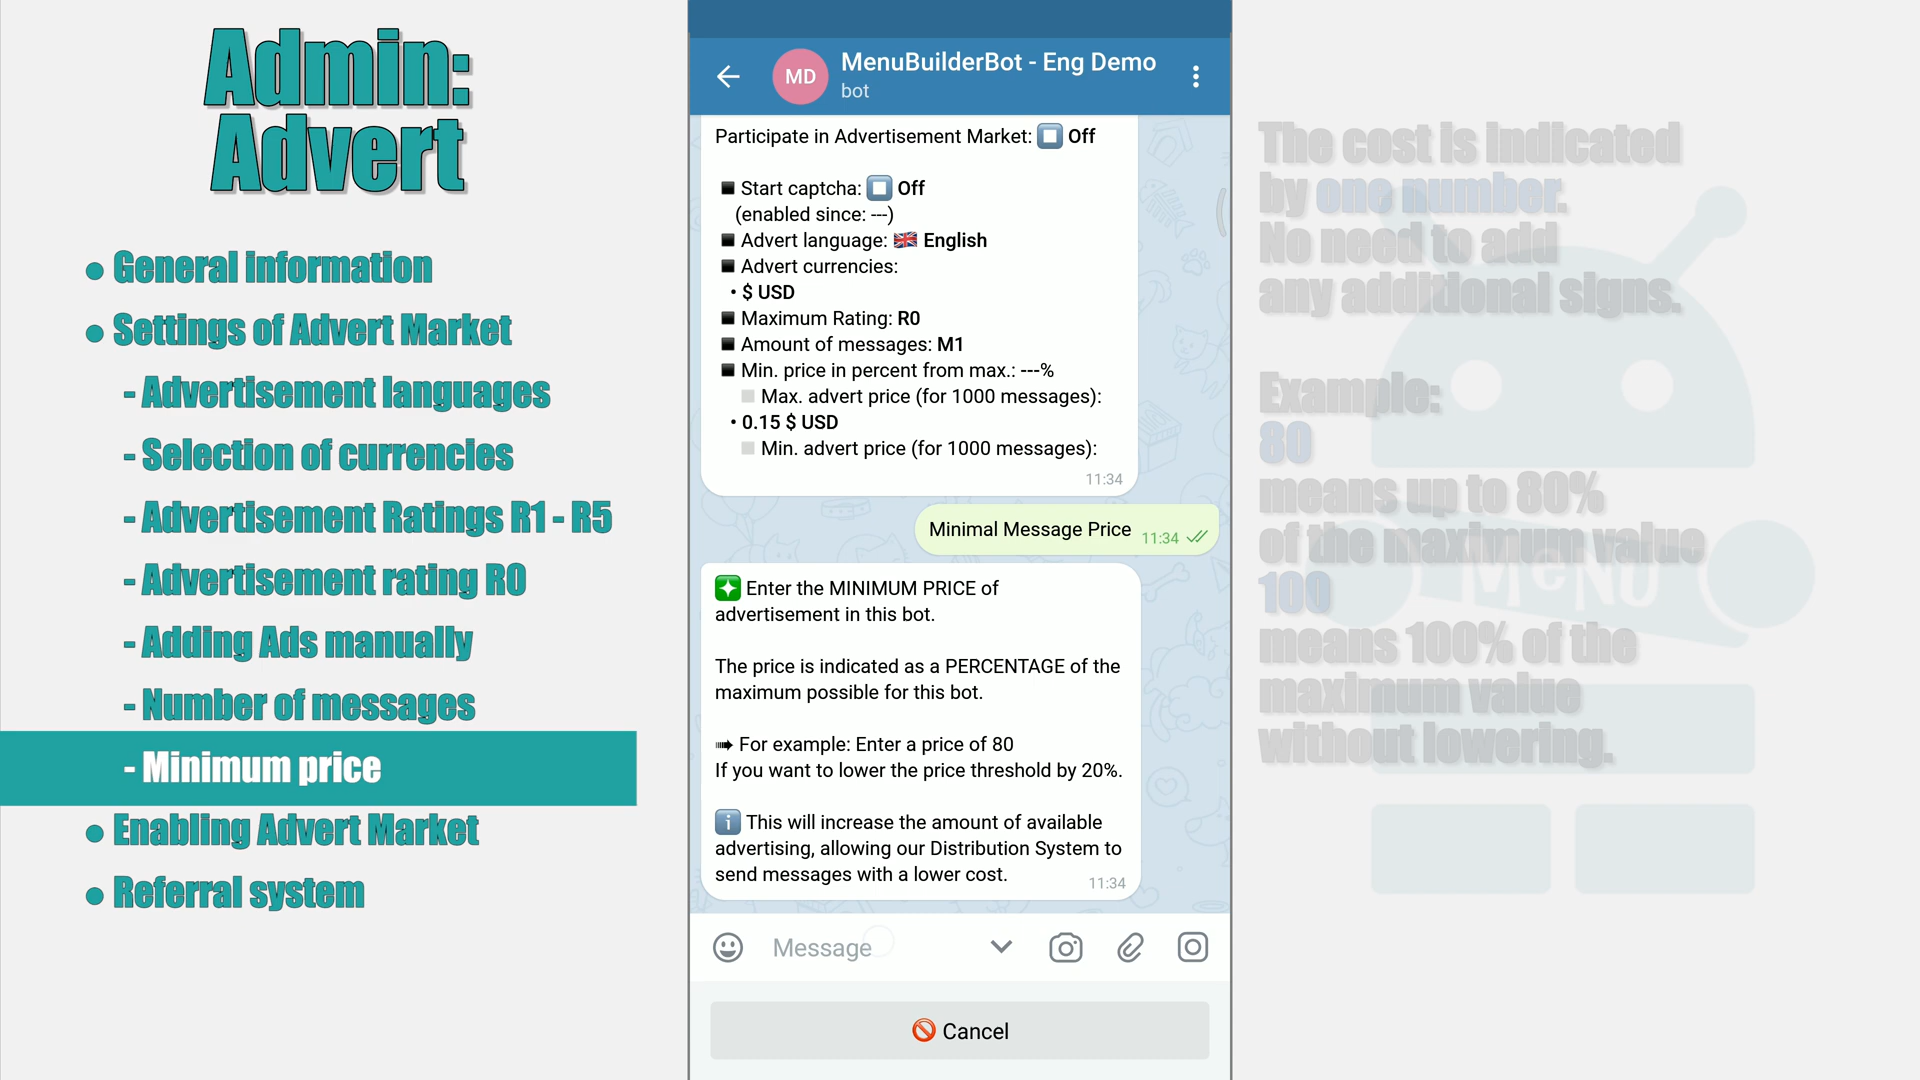 Admin:
Advert
● General information
● Settings of Advert Market
- Advertisement languages
- Selection of currencies
- Advertisement Ratings R1 - R5
- Advertisement rating R0
- Adding Ads manually
- Number of messages
- Minimum price
● Enabling Advert Market
● Referral system
MD
MenuBuilderBot - Eng Demo
bot
Participate in Advertisement Market: Off
■ Start captcha: Off
(enabled since: ---)
■ Advert language: 🇬🇧 English
■ Advert currencies:
• $ USD
■ Maximum Rating: R0
■ Amount of messages: M1
■ Min. price in percent from max.: ---%
Max. advert price (for 1000 messages):
• 0.15 $ USD
Min. advert price (for 1000 messages):
11:34
Minimal Message Price 11:34
Enter the MINIMUM PRICE of
advertisement in this bot.
The price is indicated as a PERCENTAGE of the
maximum possible for this bot.
➠ For example: Enter a price of 80
If you want to lower the price threshold by 20%.
ℹ This will increase the amount of available
advertising, allowing our Distribution System to
send messages with a lower cost.
11:34
Message
🚫 Cancel
The cost is indicated
by one number.
No need to add
any additional signs.
Example:
80
means up to 80%
of the maximum value
100
means 100% of the
maximum value
without lowering.
MeNU